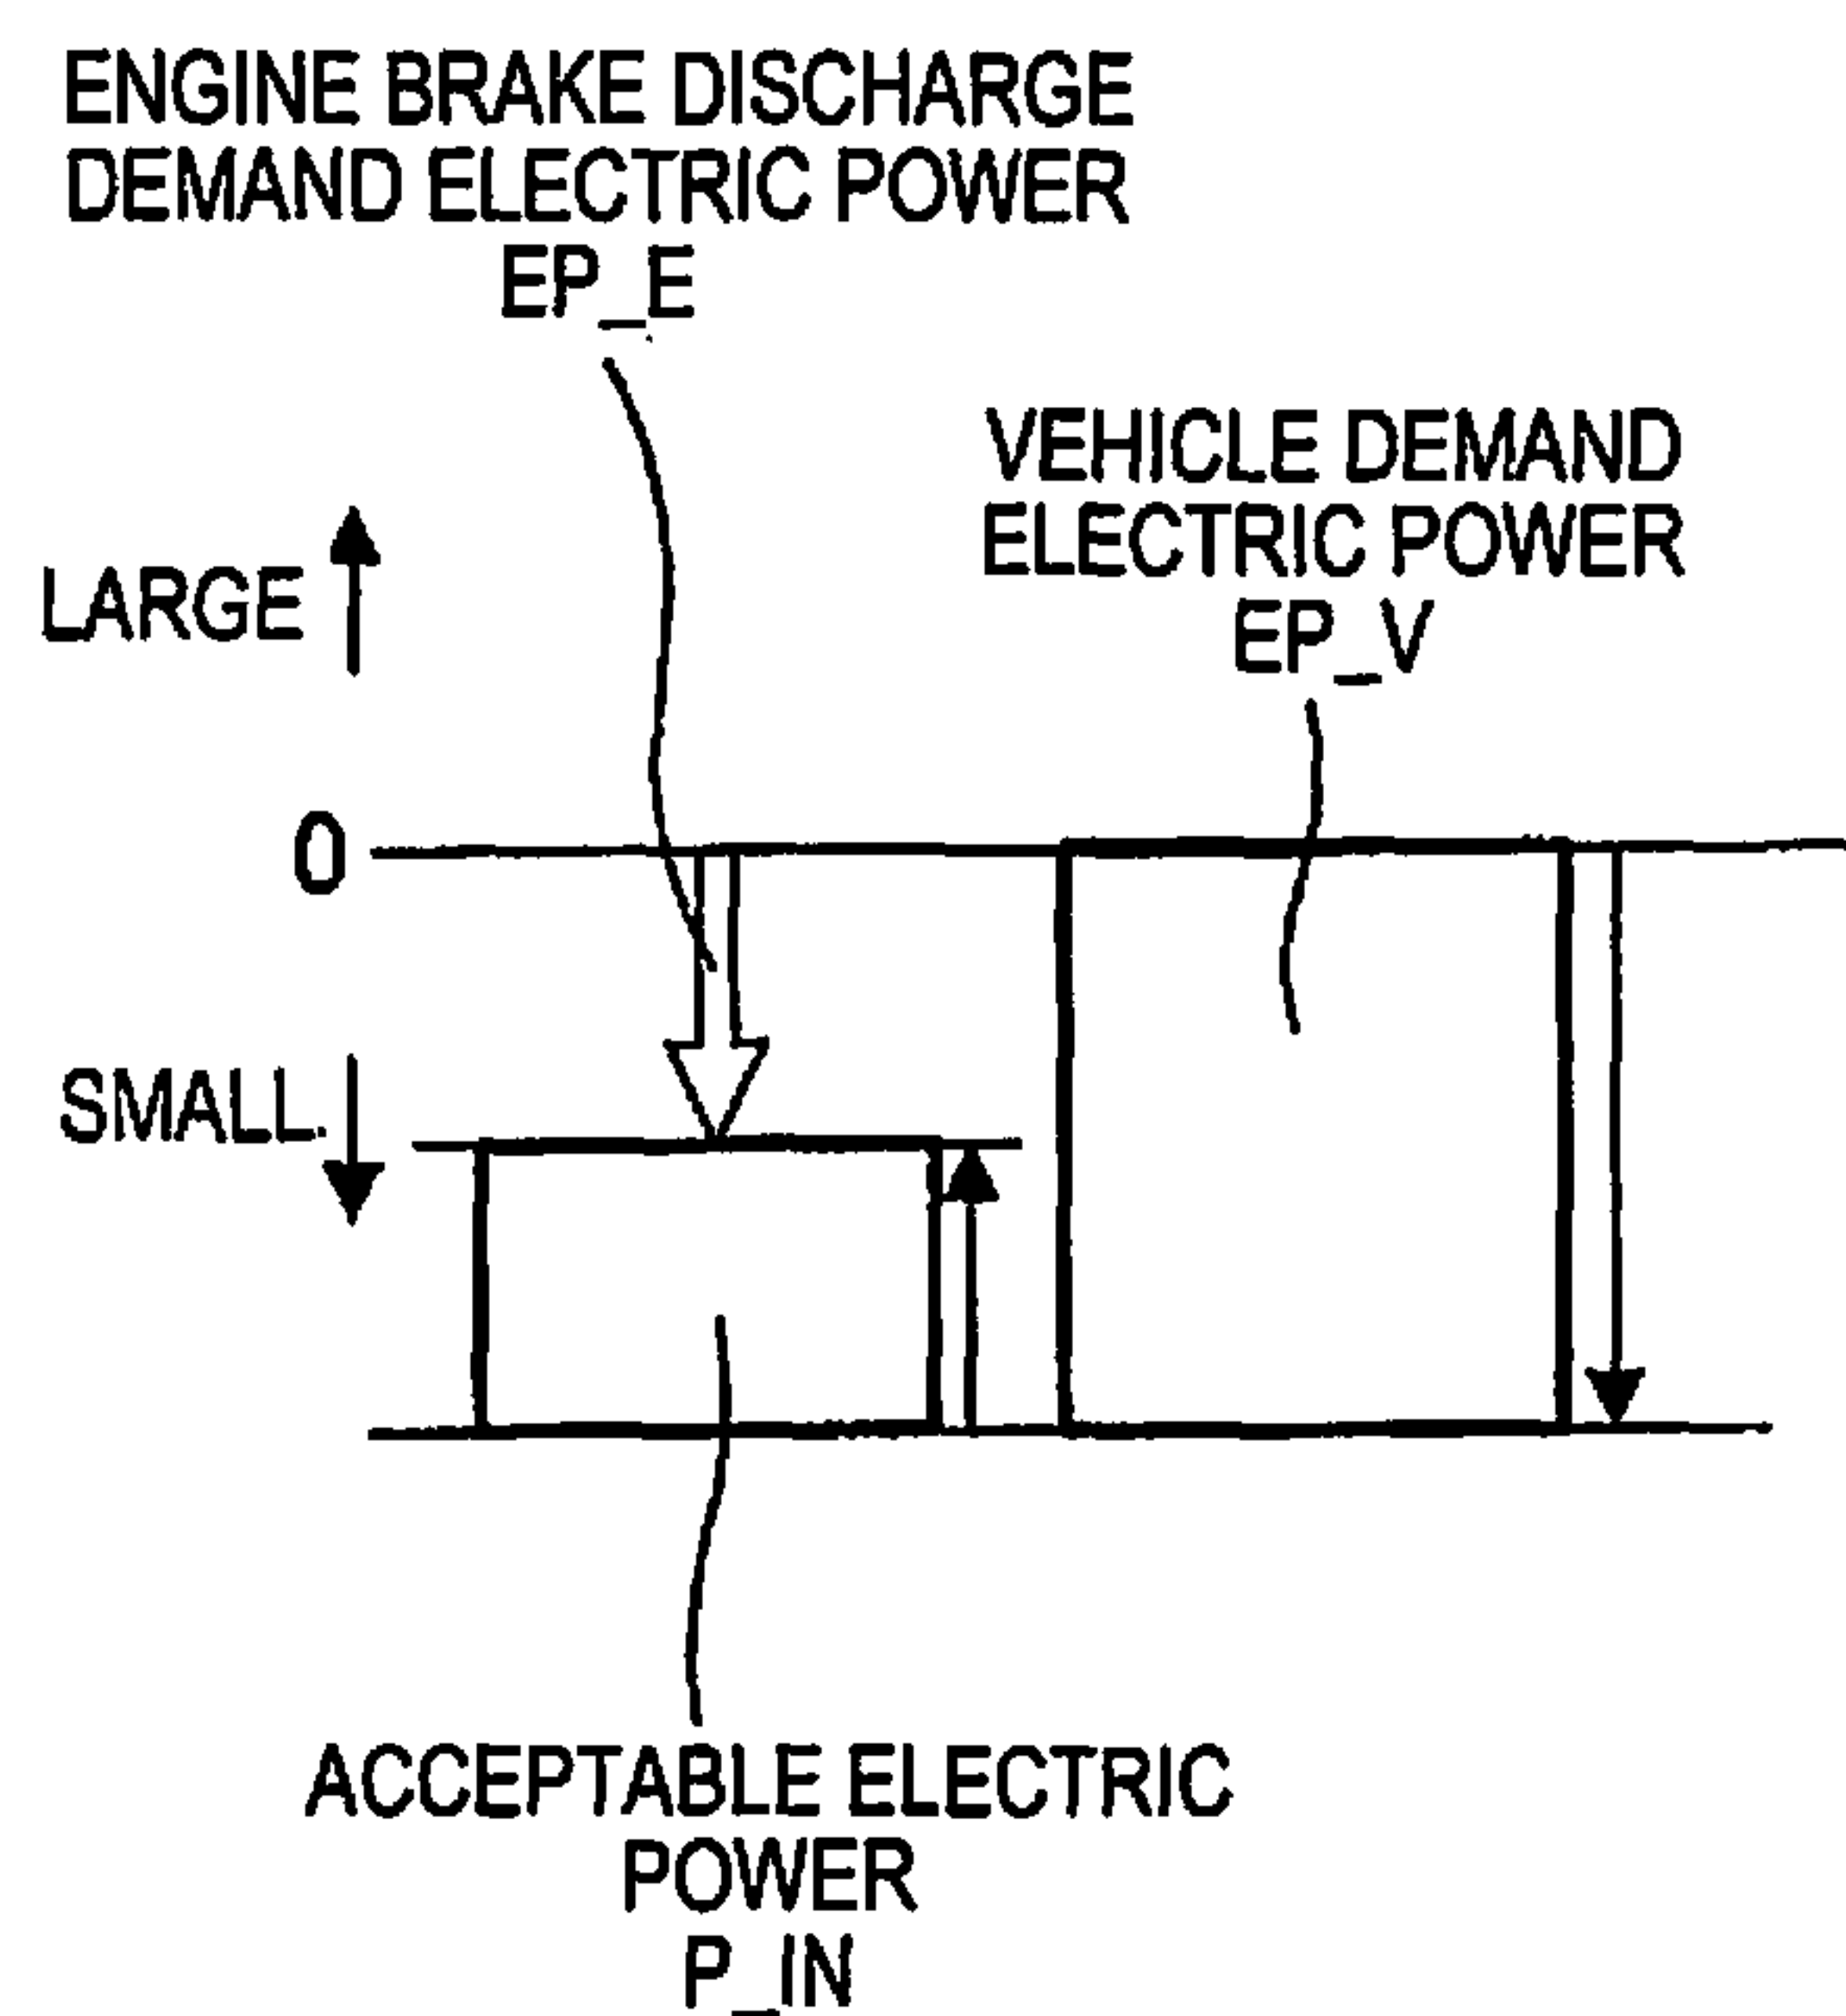 ENGINE BRAKE DISCHARGE
DEMAND ELECTRIC POWER
EP_E
VEHICLE DEMAND
ELECTRIC POWER
EP_V
LARGE
0
SMALL
ACCEPTABLE ELECTRIC
POWER
P_IN